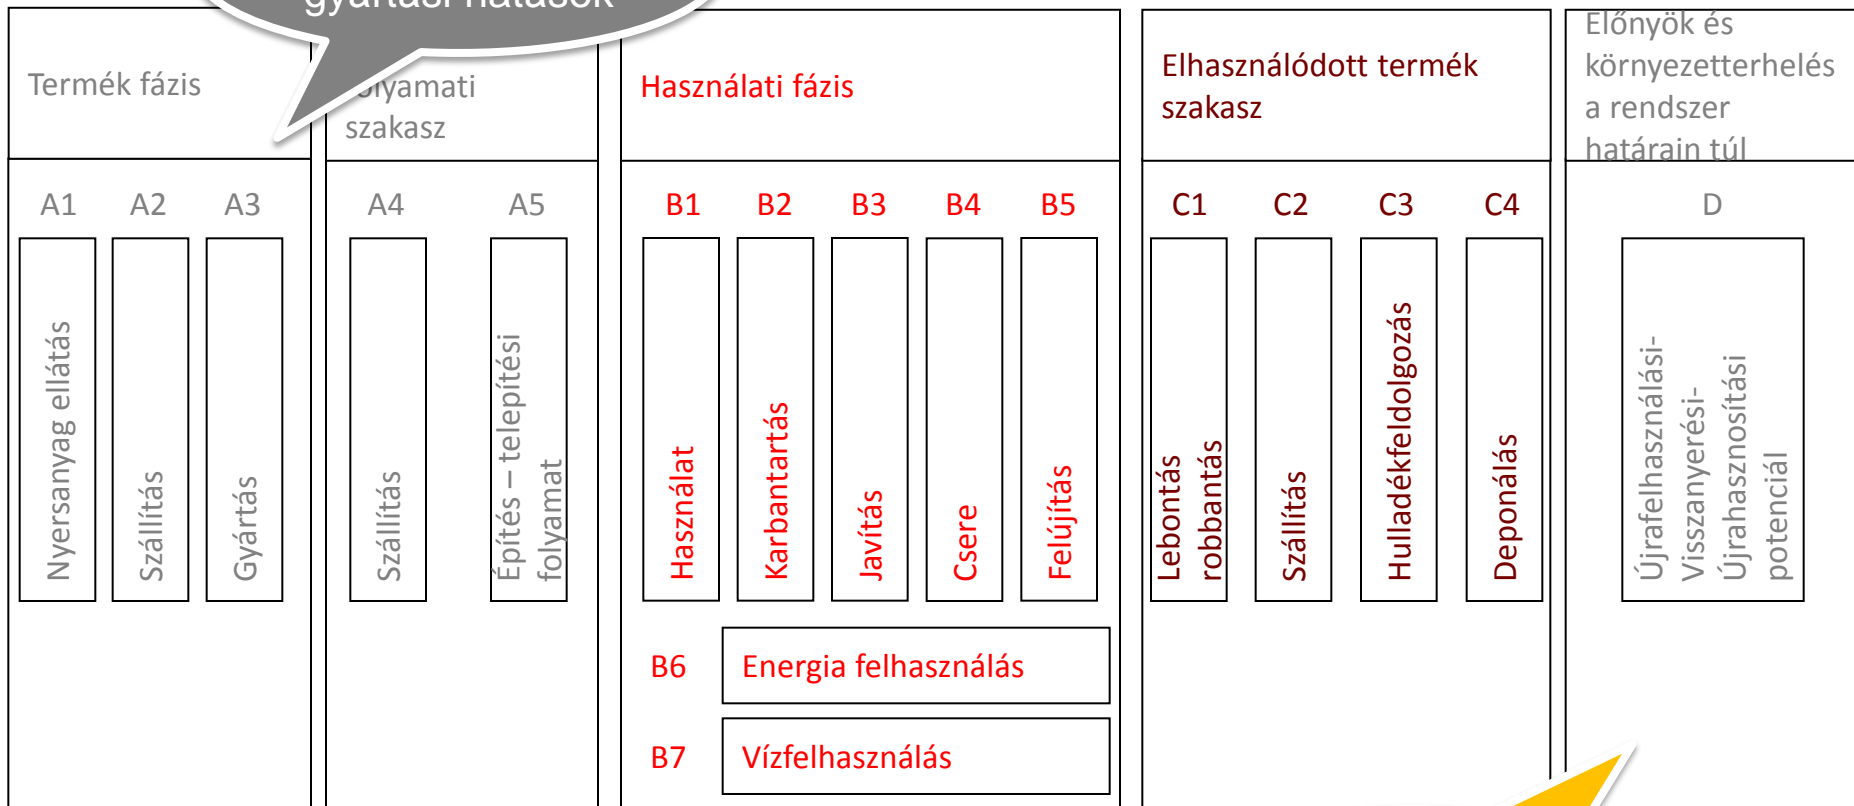 gyártási hatások
Termék fázis
szakasz
Használati fázis
Elhasználódott termék
szakasz
Előnyök és
környezetterhelés
a rendszer
határain túl
A1 A2 A3 A4 A5 B1 B2 B3 B4 B5 C1 C2 C3 C4 D
Nyersanyag ellátás
Szállítás
Gyártás
Szállítás
Építés – telepítési
folyamat
Használat
Karbantartás
Javítás
Csere
Felújítás
Lebontás
robbantás
Szállítás
Hulladékfeldolgozás
Deponálás
Újrafelhasználási-
Visszanyerési-
Újrahasznosítási
potenciál
B6 Energia felhasználás
B7 Vízfelhasználás